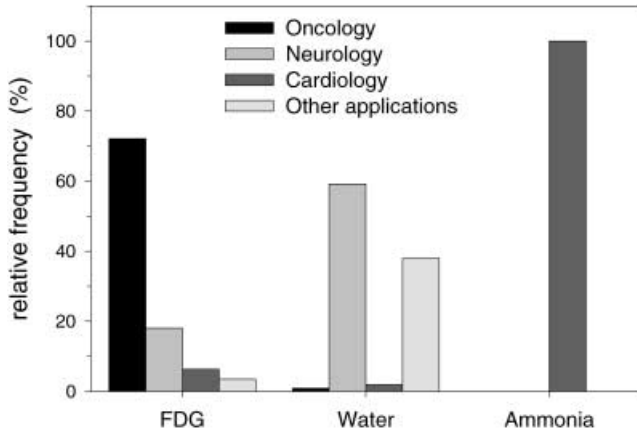 Oncology
Neurology
Cardiology
Other applications
relative frequency (%)
100
80
60
40
20
0
FDG Water Ammonia